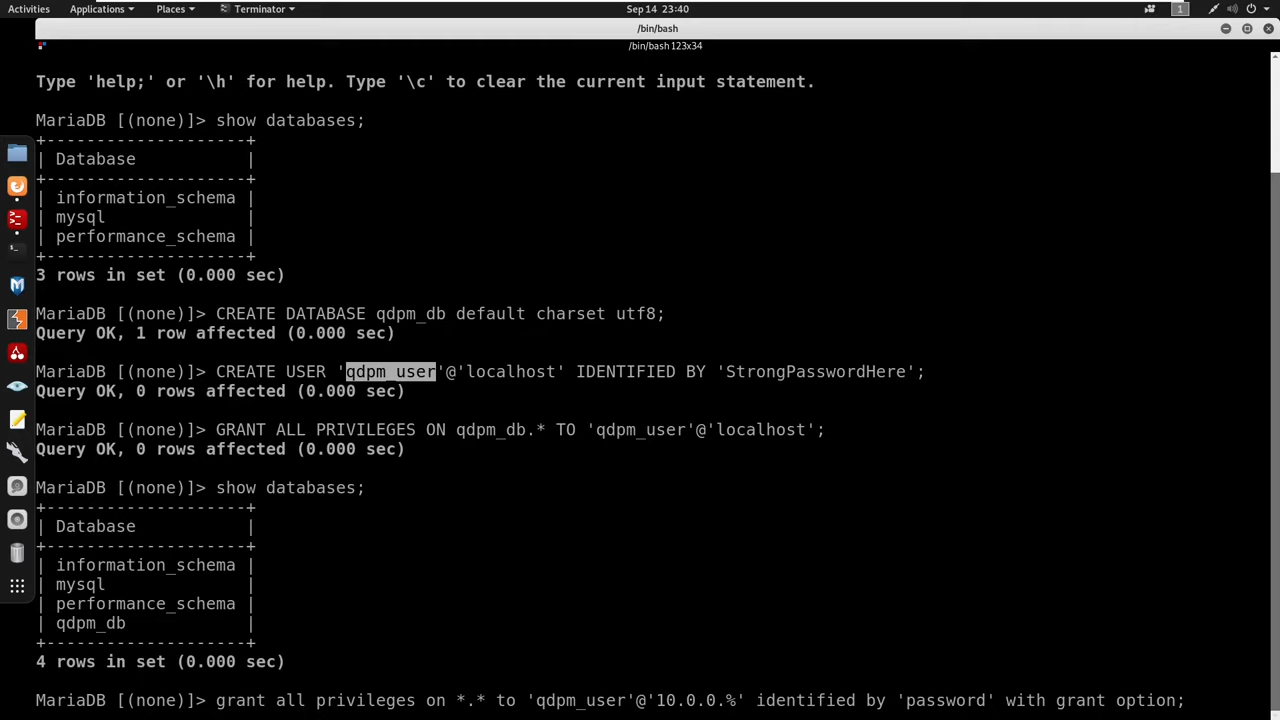 Activities Applications Places Terminator Sep 14 23:40 1
/bin/bash
/bin/bash 123x34
Type 'help;' or '\h' for help. Type '\c' to clear the current input statement.
MariaDB [(none)]> show databases;
+--------------------+
| Database           |
+--------------------+
| information_schema |
| mysql              |
| performance_schema |
+--------------------+
3 rows in set (0.000 sec)
MariaDB [(none)]> CREATE DATABASE qdpm_db default charset utf8;
Query OK, 1 row affected (0.000 sec)
MariaDB [(none)]> CREATE USER 'qdpm_user'@'localhost' IDENTIFIED BY 'StrongPasswordHere';
Query OK, 0 rows affected (0.000 sec)
MariaDB [(none)]> GRANT ALL PRIVILEGES ON qdpm_db.* TO 'qdpm_user'@'localhost';
Query OK, 0 rows affected (0.000 sec)
MariaDB [(none)]> show databases;
+--------------------+
| Database           |
+--------------------+
| information_schema |
| mysql              |
| performance_schema |
| qdpm_db            |
+--------------------+
4 rows in set (0.000 sec)
MariaDB [(none)]> grant all privileges on *.* to 'qdpm_user'@'10.0.0.%' identified by 'password' with grant option;